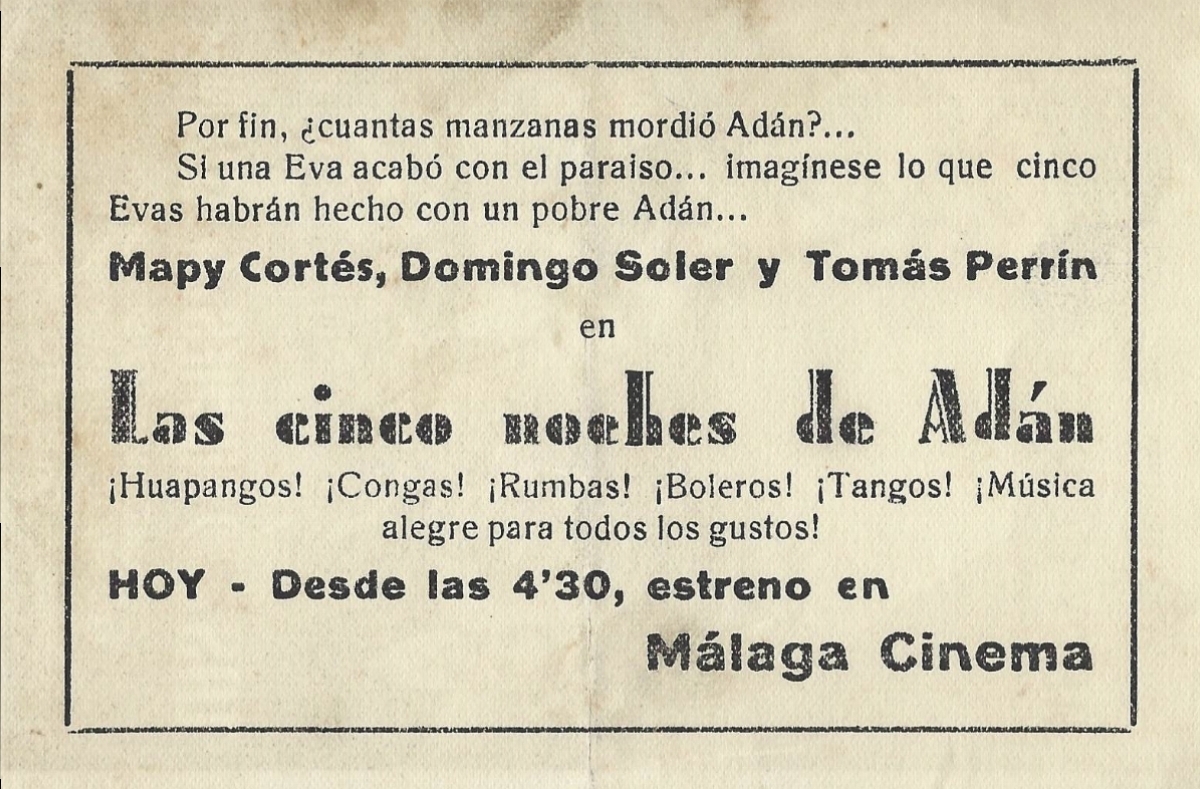 Por fin, ¿cuantas manzanas mordió Adán?...
Si una Eva acabó con el paraiso... imagínese lo que cinco
Evas habrán hecho con un pobre Adán...
Mapy Cortés, Domingo Soler y Tomás Perrín
en
Las cinco noches de Adán
¡Huapangos! ¡Congas! ¡Rumbas! ¡Boleros! ¡Tangos! ¡Música
alegre para todos los gustos!
HOY - Desde las 4'30, estreno en
Málaga Cinema